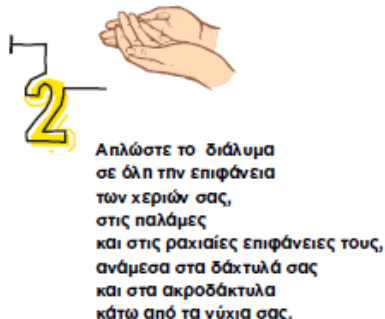 2
Απλώστε το διάλυμα
σε όλη την επιφάνεια
των χεριών σας,
στις παλάμες
και στις ραχιαίες επιφάνειες τους,
ανάμεσα στα δάχτυλά σας
και στα ακροδάκτυλα
κάτω από τα νύχια σας.